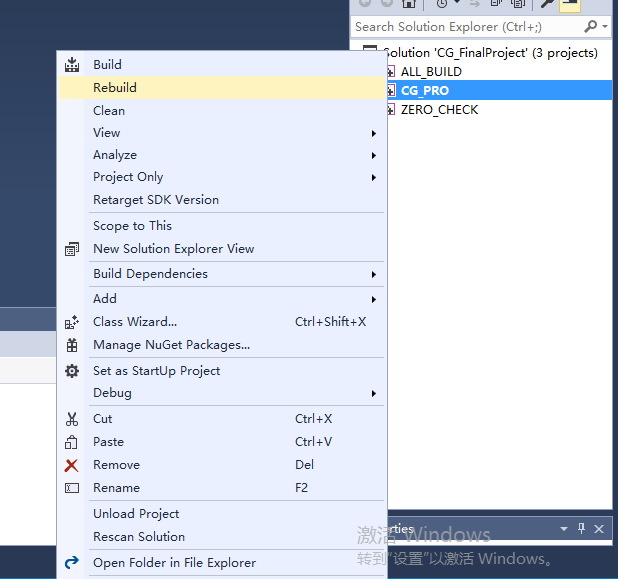 Search Solution Explorer (Ctrl+;)
Solution 'CG_FinalProject' (3 projects)
ALL_BUILD
CG_PRO
ZERO_CHECK
Build
Rebuild
Clean
View
Analyze
Project Only
Retarget SDK Version
Scope to This
New Solution Explorer View
Build Dependencies
Add
Class Wizard... Ctrl+Shift+X
Manage NuGet Packages...
Set as StartUp Project
Debug
Cut Ctrl+X
Paste Ctrl+V
Remove Del
Rename F2
Unload Project
Rescan Solution
Open Folder in File Explorer
rties
激活 Windows
转到"设置"以激活 Windows。